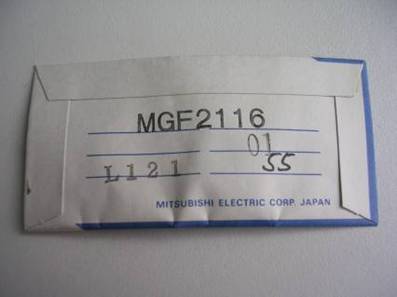 MGF2116
01
L121 55
MITSUBISHI ELECTRIC CORP. JAPAN